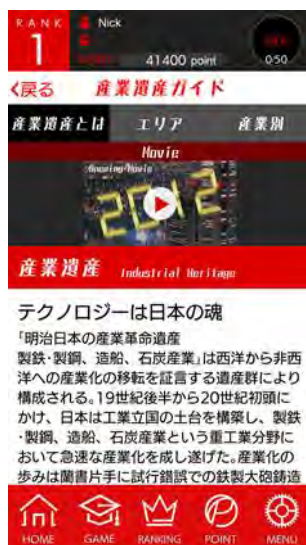 RANK
1
Nick
41400 point
0:50
く戻る 産業遺産ガイド
産業遺産とは エリア 産業別
Movie
Opening Movie
2012
産業遺産 Industrial Heritage
テクノロジーは日本の魂
「明治日本の産業革命遺産
製鉄・製鋼、造船、石炭産業」は西洋から非西
洋への産業化の移転を証言する遺産群により
構成される。19世紀後半から20世紀初頭に
かけ、日本は工業立国の土台を構築し、製鉄
・製鋼、造船、石炭産業という重工業分野に
おいて急速な産業化を成し遂げた。産業化の
歩みは蘭書片手に試行錯誤での鉄製大砲鋳造
HOME GAME RANKING POINT MENU